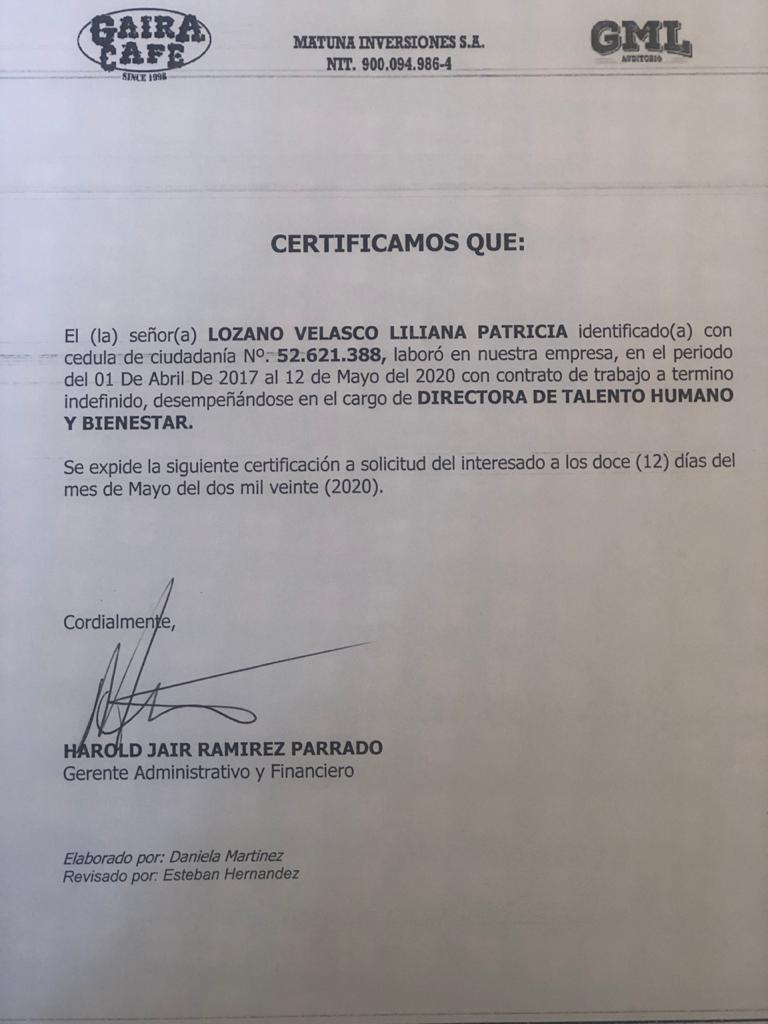 GAIRA
CAFE
SINCE 1998
MATUNA INVERSIONES S.A.
NIT. 900.094.986-4
GML
AUDITORIO
CERTIFICAMOS QUE:
El (la) señor(a) LOZANO VELASCO LILIANA PATRICIA identificado(a) con
cedula de ciudadanía Nº. 52.621.388, laboró en nuestra empresa, en el periodo
del 01 De Abril De 2017 al 12 de Mayo del 2020 con contrato de trabajo a termino
indefinido, desempeñándose en el cargo de DIRECTORA DE TALENTO HUMANO
Y BIENESTAR.
Se expide la siguiente certificación a solicitud del interesado a los doce (12) días del
mes de Mayo del dos mil veinte (2020).
Cordialmente,
HAROLD JAIR RAMIREZ PARRADO
Gerente Administrativo y Financiero
Elaborado por: Daniela Martinez
Revisado por: Esteban Hernandez